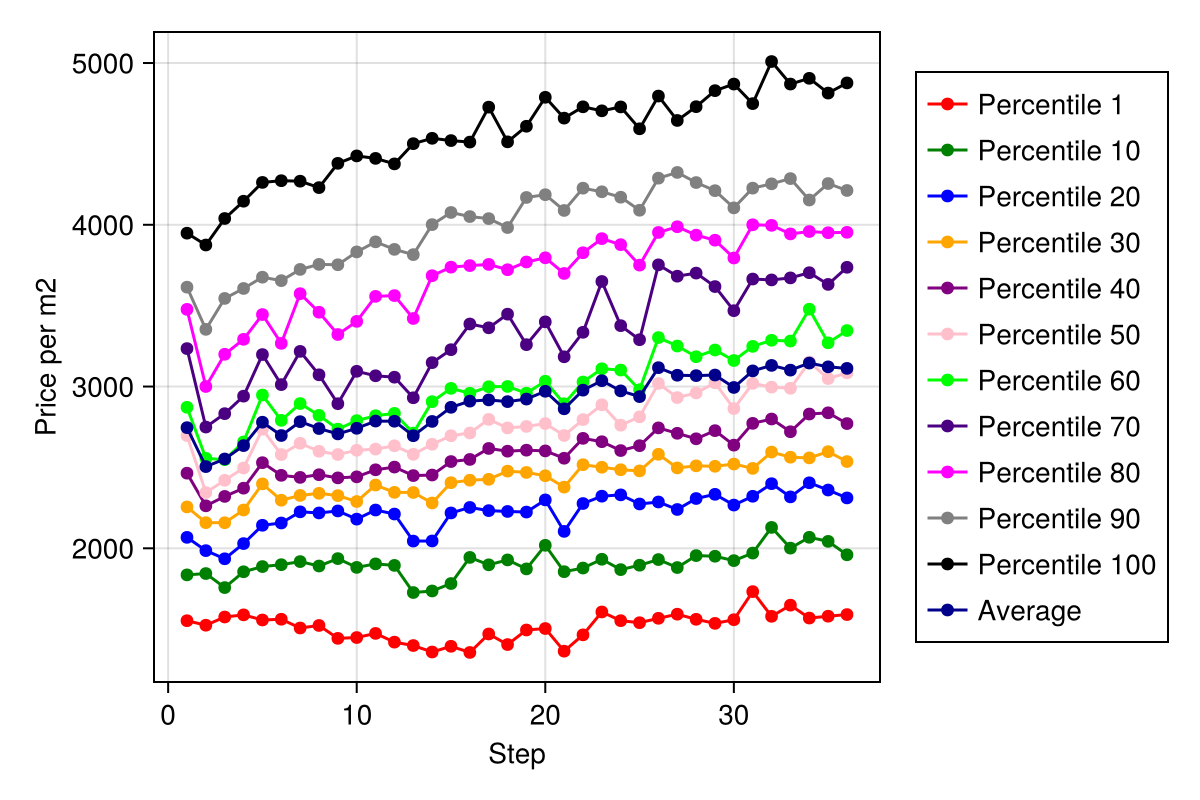 5000
4000
3000
2000
Price per m2
0
10
20
30
Step
Percentile 1
Percentile 10
Percentile 20
Percentile 30
Percentile 40
Percentile 50
Percentile 60
Percentile 70
Percentile 80
Percentile 90
Percentile 100
Average